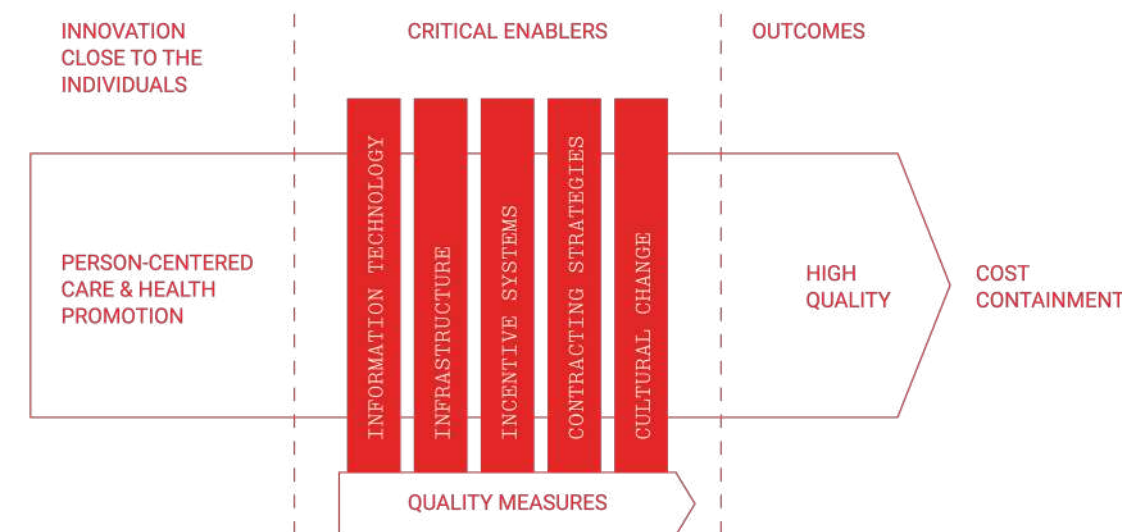 INNOVATION
CLOSE TO THE
INDIVIDUALS
CRITICAL ENABLERS
OUTCOMES
PERSON-CENTERED
CARE & HEALTH
PROMOTION
INFORMATION TECHNOLOGY
INFRASTRUCTURE
INCENTIVE SYSTEMS
CONTRACTING STRATEGIES
CULTURAL CHANGE
HIGH
QUALITY
COST
CONTAINMENT
QUALITY MEASURES